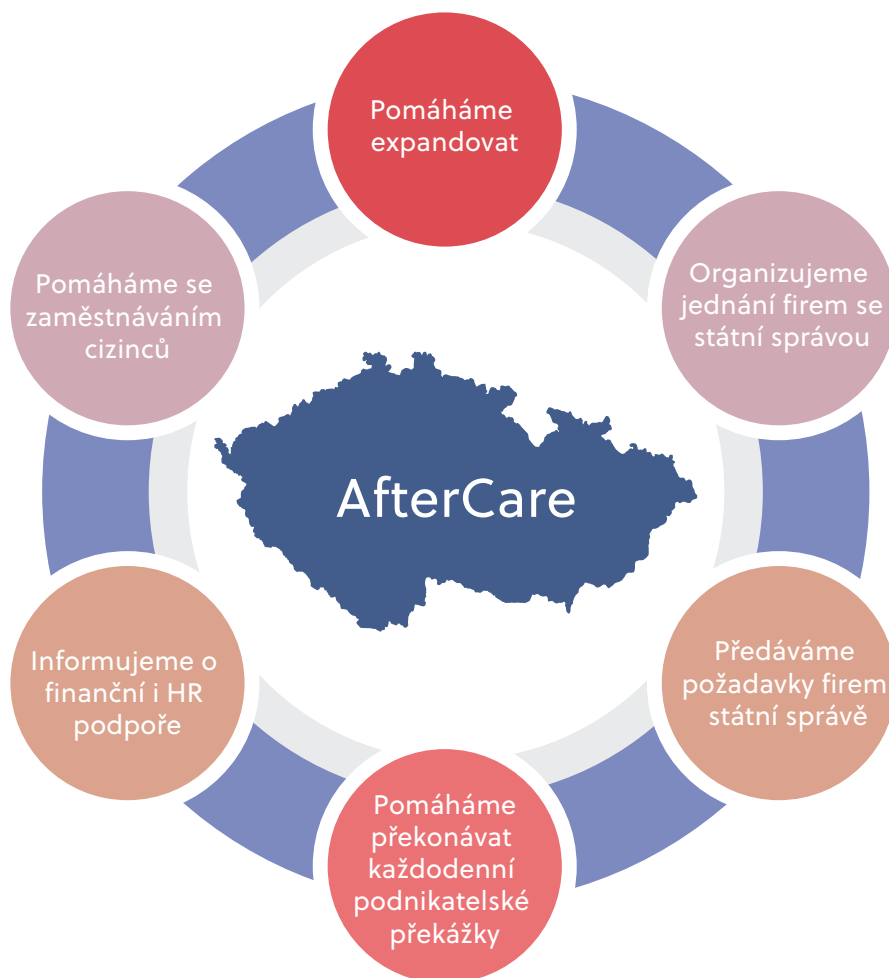 Pomáháme
expandovat
Organizujeme
jednání firem se
státní správou
Předáváme
požadavky firem
státní správě
Pomáháme
překonávat
každodenní
podnikatelské
překážky
Informujeme o
finanční i HR
podpoře
Pomáháme se
zaměstnáváním
cizinců
AfterCare